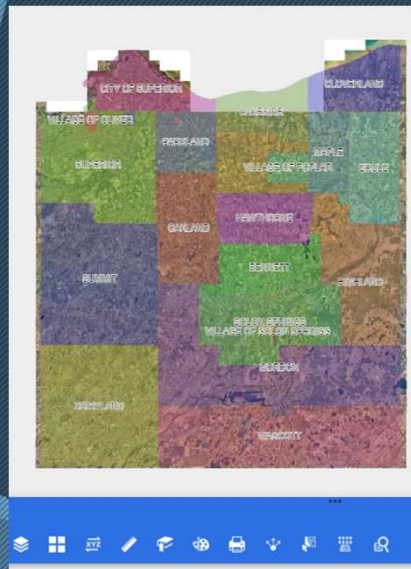 CITY OF SUPERIOR
CLOVERLAND
LAKESIDE
VILLAGE OF OLIVER
SUPERIOR
PARKLAND
MAPLE
VILLAGE OF POPLAR
BRULE
HAWTHORNE
OAKLAND
BENNETT
SUMMIT
HIGHLAND
SOLON SPRINGS
VILLAGE OF SOLON SPRINGS
GORDON
DAIRYLAND
WASCOTT
XYZ